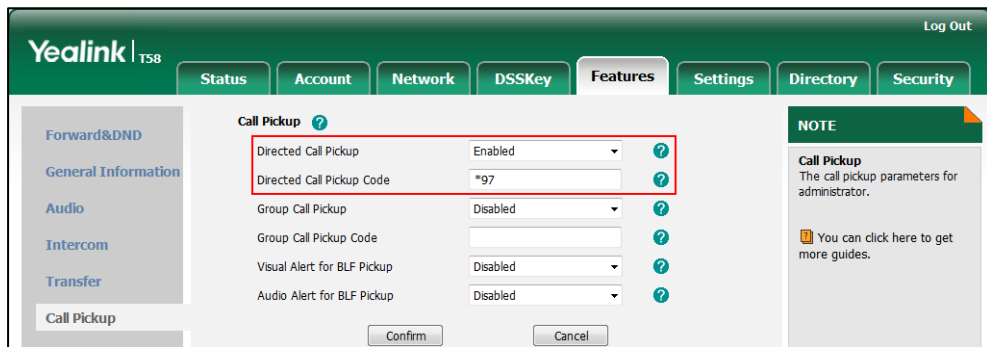 Log Out
Yealink T58
Status Account Network DSSKey Features Settings Directory Security
Forward&DND
General Information
Audio
Intercom
Transfer
Call Pickup
Call Pickup ?
Directed Call Pickup Enabled ?
Directed Call Pickup Code *97 ?
Group Call Pickup Disabled ?
Group Call Pickup Code ?
Visual Alert for BLF Pickup Disabled ?
Audio Alert for BLF Pickup Disabled ?
Confirm Cancel
NOTE
Call Pickup
The call pickup parameters for
administrator.
? You can click here to get
more guides.